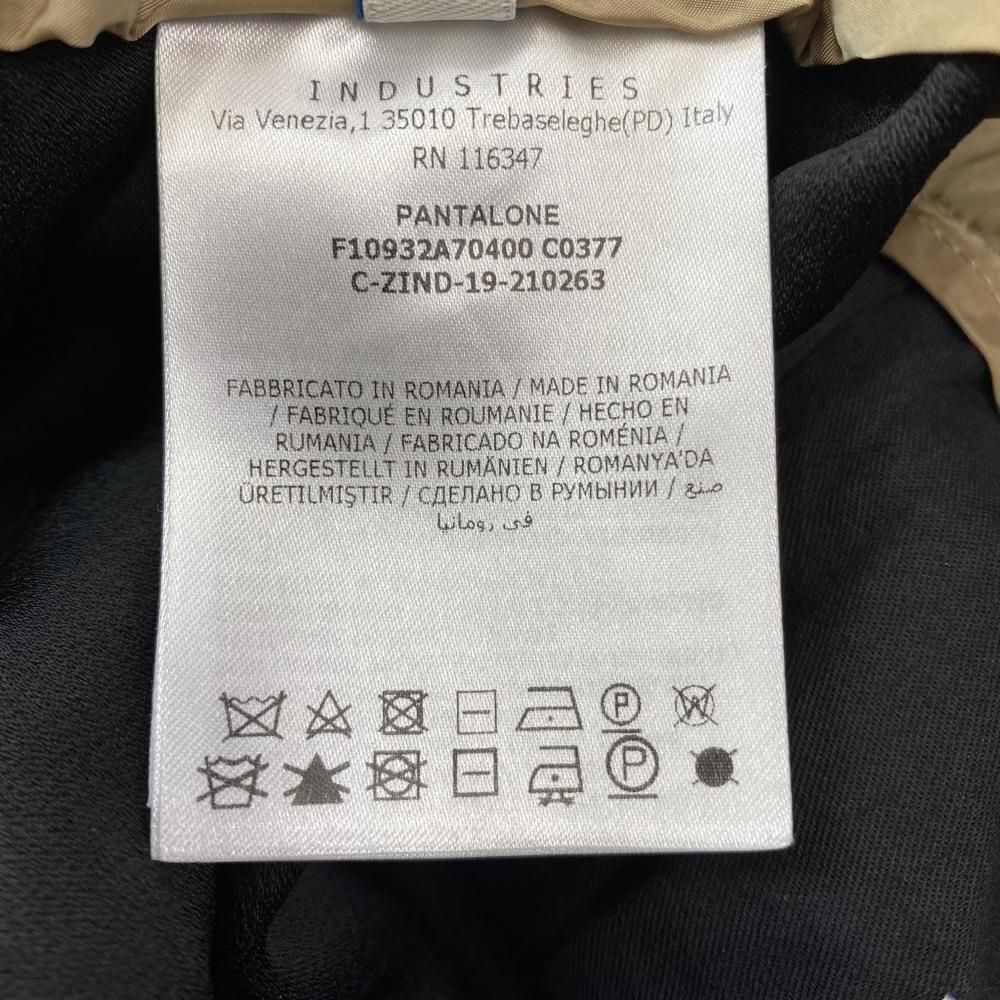 INDUSTRIES
Via Venezia,1 35010 Trebaseleghe(PD) Italy
RN 116347
PANTALONE
F10932A70400 C0377
C-ZIND-19-210263
FABBRICATO IN ROMANIA / MADE IN ROMANIA
/ FABRIQUÉ EN ROUMANIE / HECHO EN
RUMANIA / FABRICADO NA ROMÉNIA /
HERGESTELLT IN RUMÄNIEN / ROMANYA'DA
ÜRETILMIŞTIR / СДЕЛАНО В РУМЫНИИ / صنع
في رومانيا
P W
P